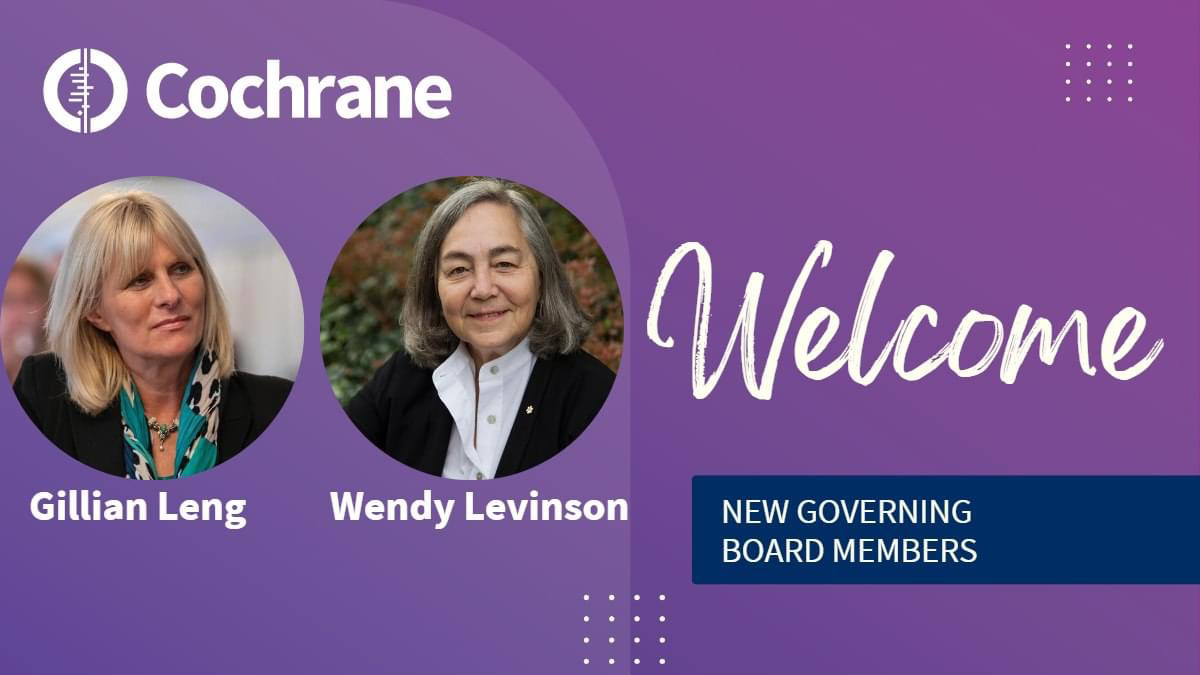 Cochrane
Gillian Leng
Wendy Levinson
Welcome
NEW GOVERNING
BOARD MEMBERS